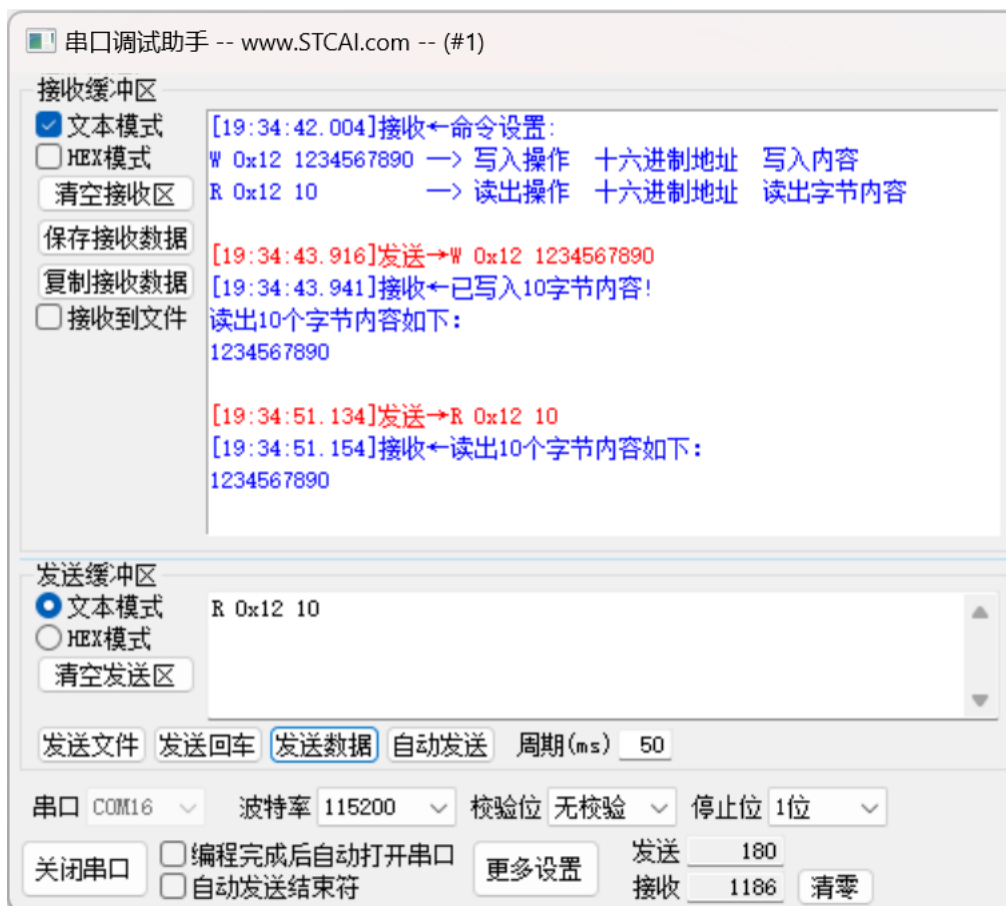 串口调试助手 -- www.STCAI.com -- (#1)
接收缓冲区
文本模式
HEX模式
清空接收区
保存接收数据
复制接收数据
接收到文件
[19:34:42.004]接收←命令设置:
W 0x12 1234567890 —> 写入操作 十六进制地址 写入内容
R 0x12 10 —> 读出操作 十六进制地址 读出字节内容
[19:34:43.916]发送→W 0x12 1234567890
[19:34:43.941]接收←已写入10字节内容!
读出10个字节内容如下:
1234567890
[19:34:51.134]发送→R 0x12 10
[19:34:51.154]接收←读出10个字节内容如下:
1234567890
发送缓冲区
文本模式
HEX模式
清空发送区
R 0x12 10
发送文件 发送回车 发送数据 自动发送 周期(ms) 50
串口 COM16 波特率 115200 校验位 无校验 停止位 1位
关闭串口 编程完成后自动打开串口 更多设置 发送 180
自动发送结束符 接收 1186 清零